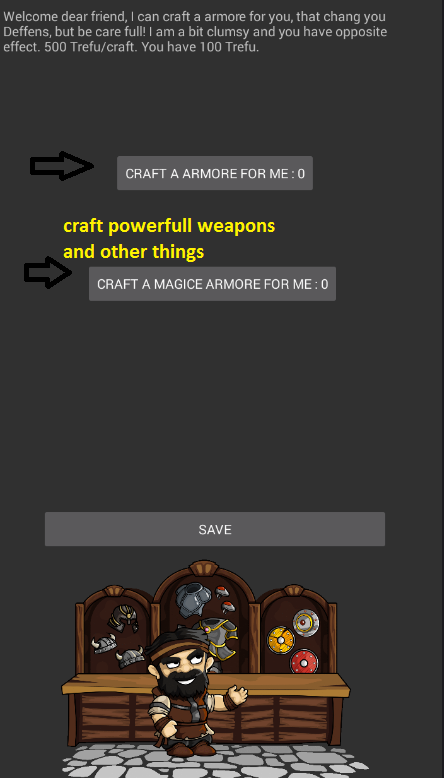 Welcome dear friend, I can craft a armore for you, that chang you
Deffens, but be care full! I am a bit clumsy and you have opposite
effect. 500 Trefu/craft. You have 100 Trefu.
CRAFT A ARMORE FOR ME : 0
craft powerfull weapons
and other things
CRAFT A MAGICE ARMORE FOR ME : 0
SAVE